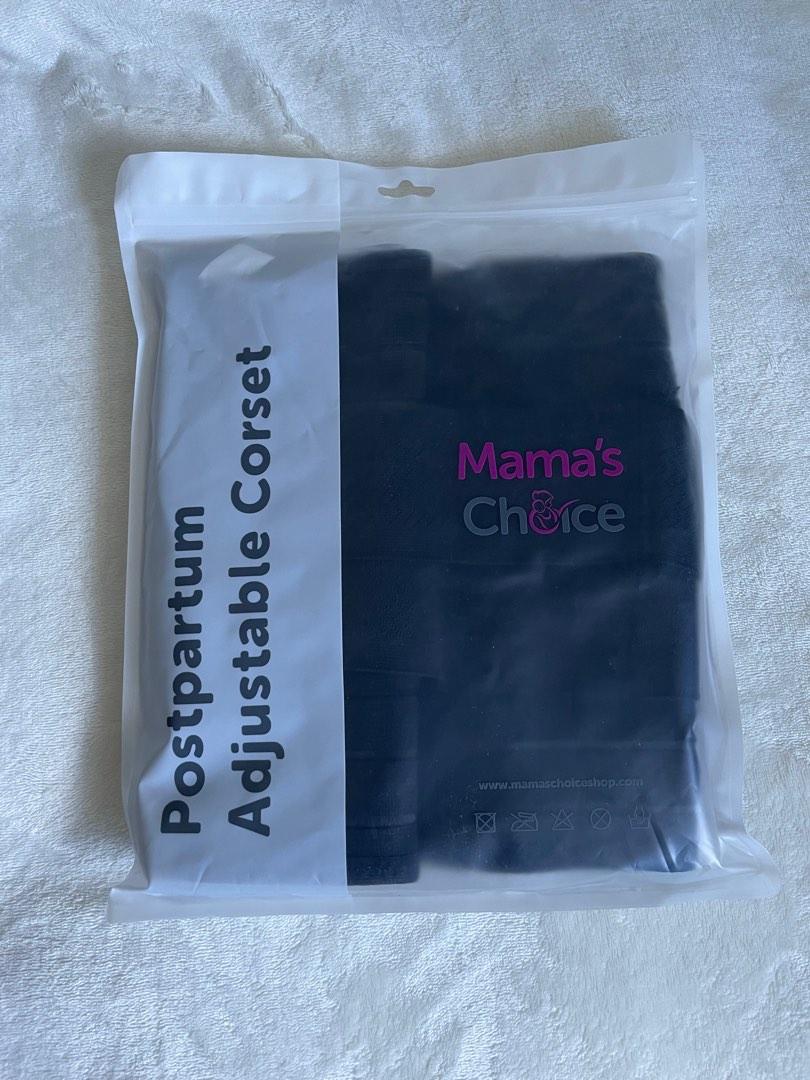 Postpartum
Adjustable Corset
Mama's
Choice
www.mamaschoiceshop.com